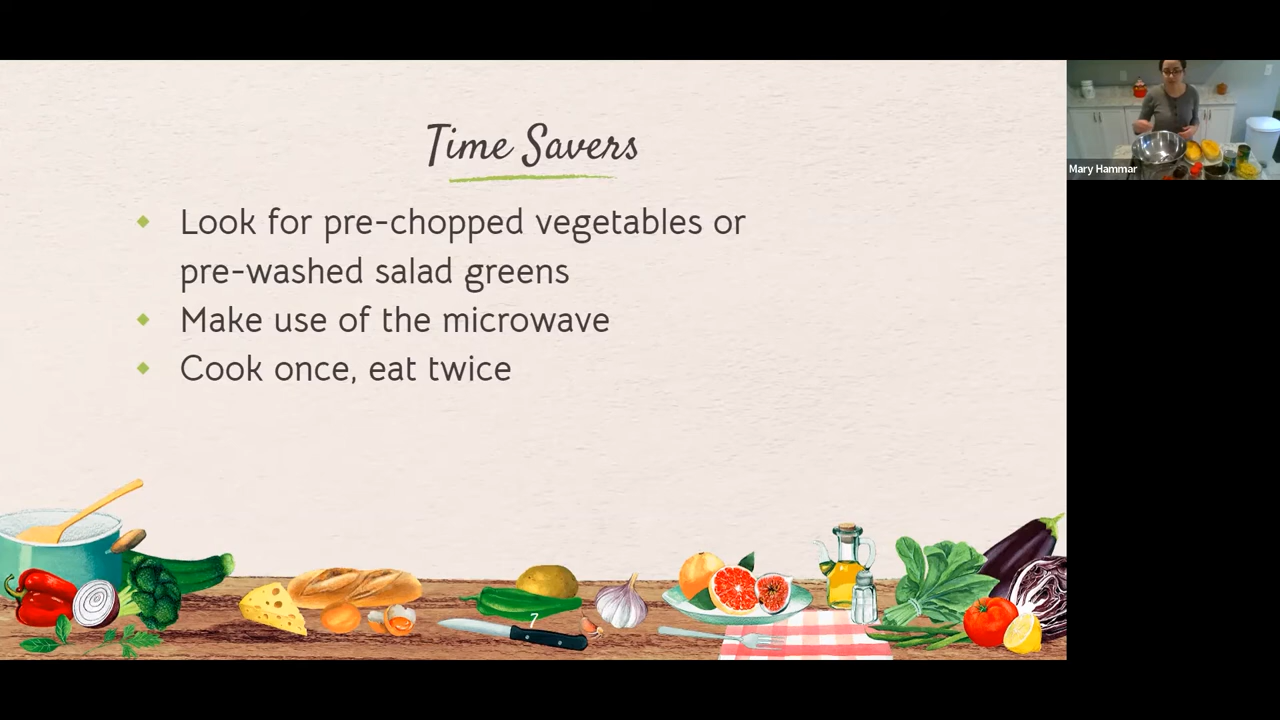 Time Savers
Look for pre-chopped vegetables or
pre-washed salad greens
Make use of the microwave
Cook once, eat twice
7
Mary Hammar